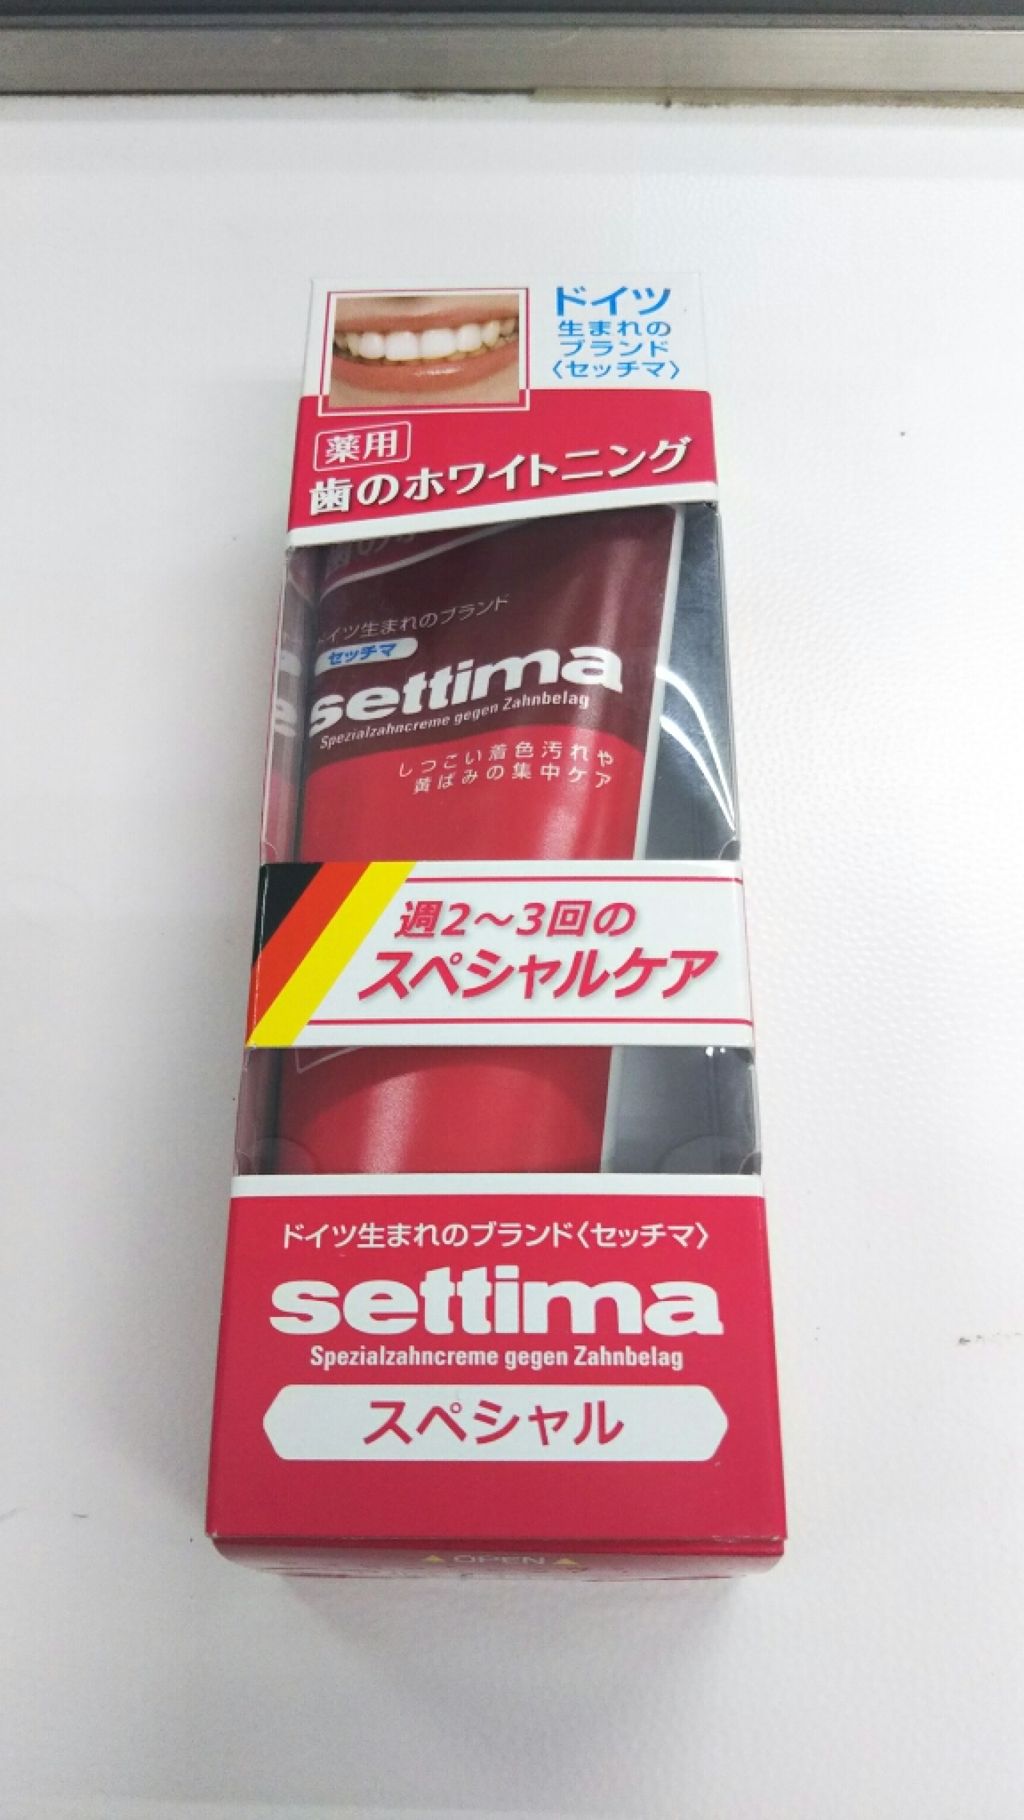 ドイツ
生まれの
ブランド
〈セッチマ〉
薬用
歯のホワイトニング
ドイツ生まれのブランド
セッチマ
settima
Spezialzahncreme gegen Zahnbelag
しつこい着色汚れや
黄ばみの集中ケア
週2～3回の
スペシャルケア
ドイツ生まれのブランド〈セッチマ〉
settima
Spezialzahncreme gegen Zahnbelag
スペシャル
▲ OPEN ▲